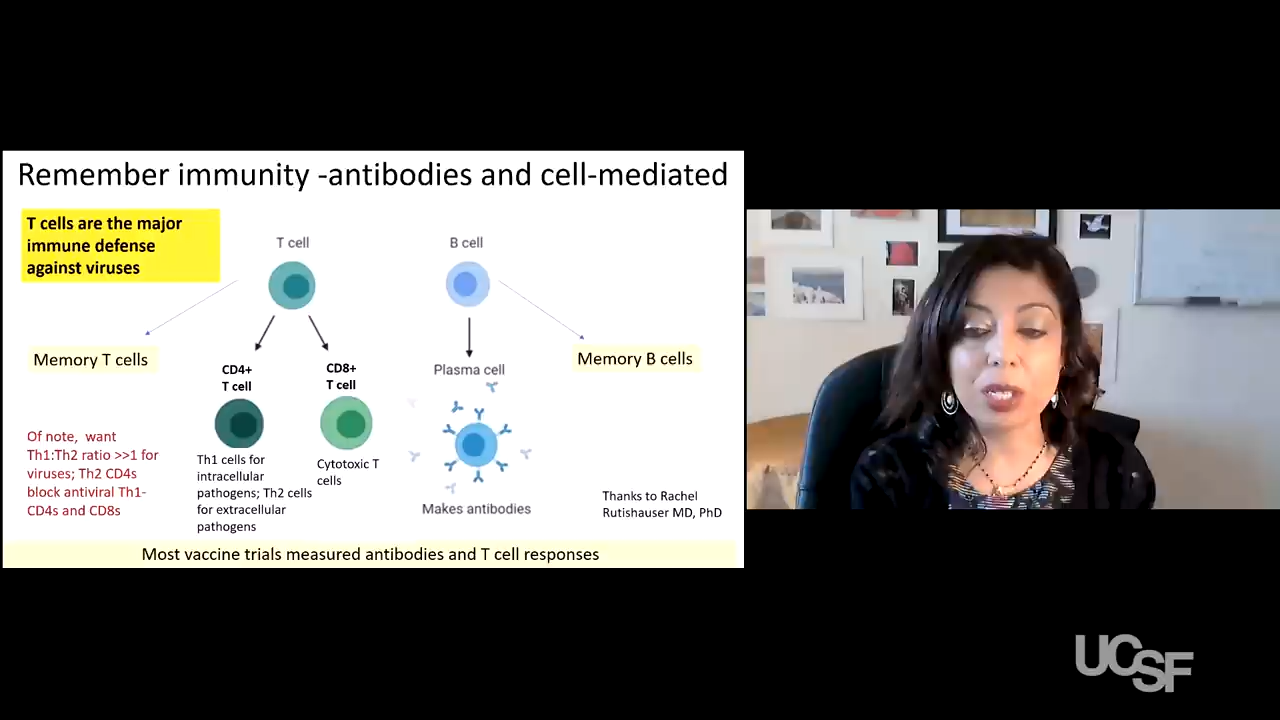 Remember immunity -antibodies and cell-mediated
T cells are the major
immune defense
against viruses
T cell
B cell
Memory T cells
CD4+
T cell
CD8+
T cell
Plasma cell
Memory B cells
Of note, want
Th1:Th2 ratio >>1 for
viruses; Th2 CD4s
block antiviral Th1-
CD4s and CD8s
Th1 cells for
intracellular
pathogens; Th2 cells
for extracellular
pathogens
Cytotoxic T
cells
Makes antibodies
Thanks to Rachel
Rutishauser MD, PhD
Most vaccine trials measured antibodies and T cell responses
UCSF